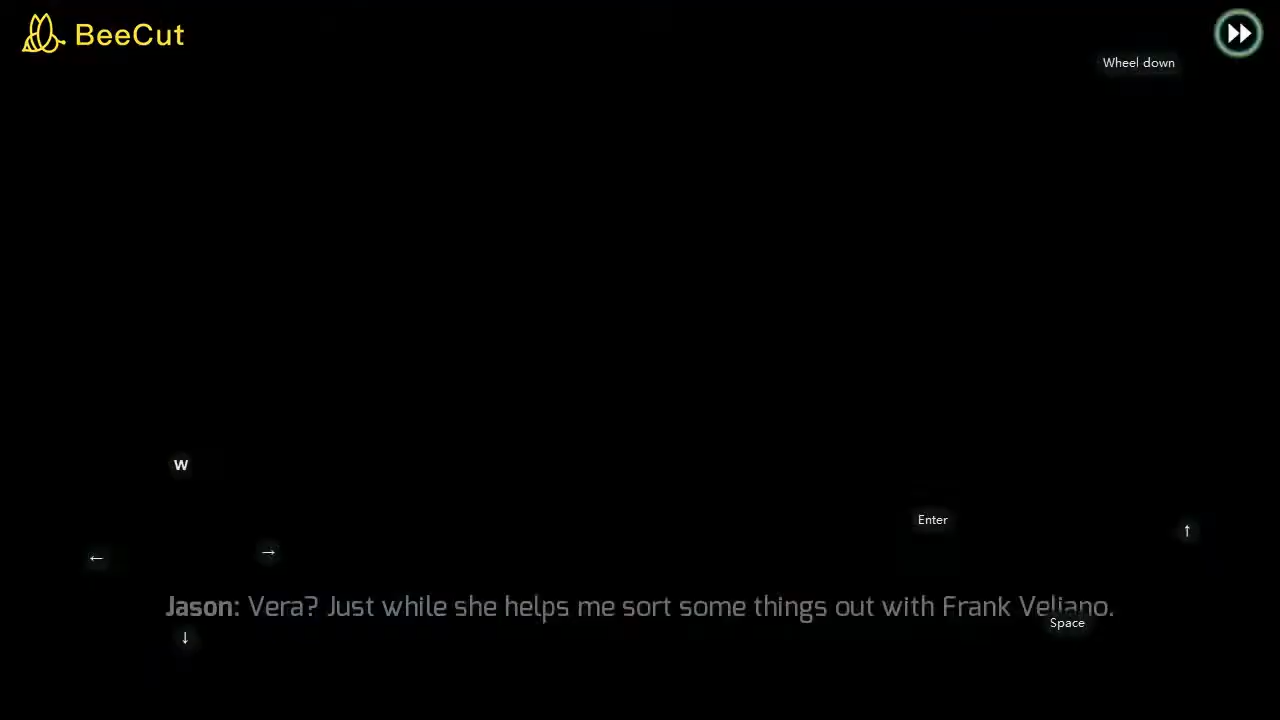 BeeCut
Wheel down
W
Enter
↑
←
→
Jason: Vera? Just while she helps me sort some things out with Frank Veliano.
Space
↓